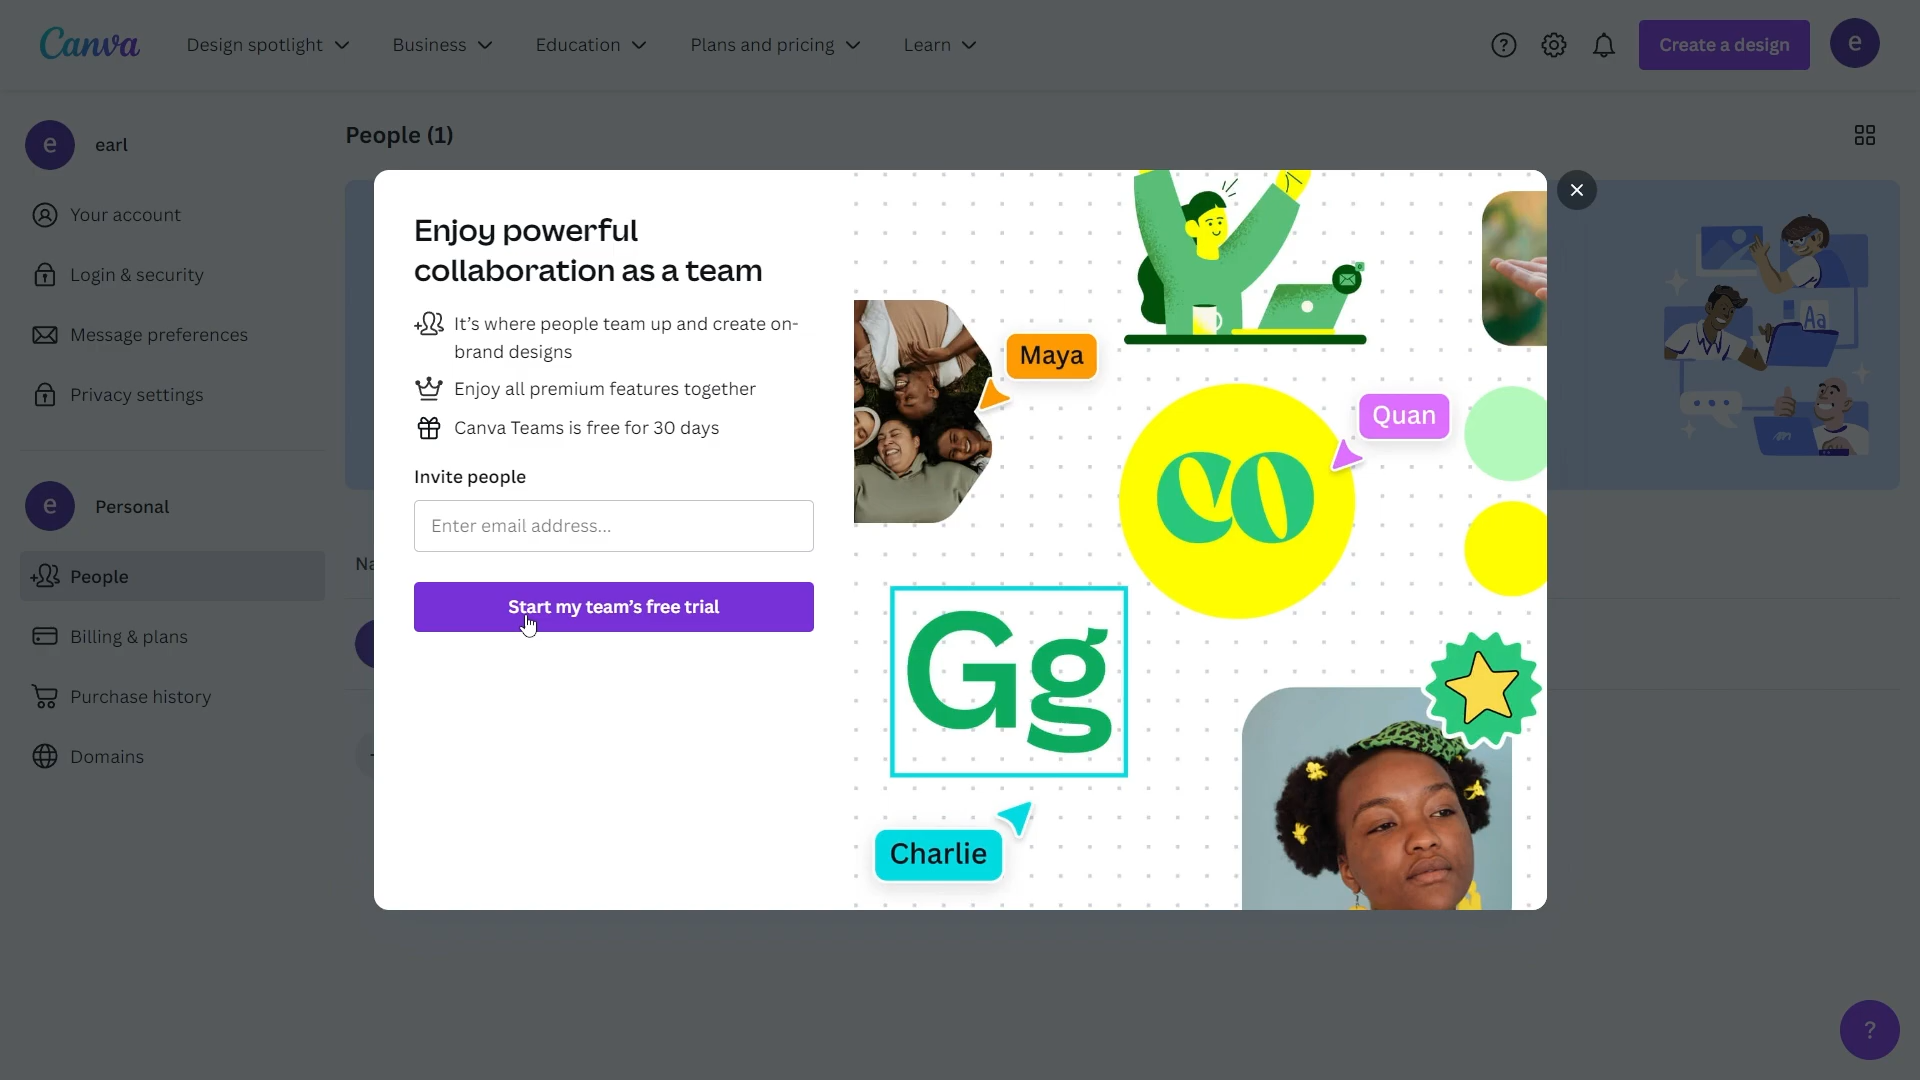 Canva
Design spotlight
Business
Education
Plans and pricing
Learn
Create a design
e
e
earl
Your account
Login & security
Message preferences
Privacy settings
e
Personal
People
Billing & plans
Purchase history
Domains
People (1)
Na
Enjoy powerful
collaboration as a team
It's where people team up and create on-
brand designs
Enjoy all premium features together
Canva Teams is free for 30 days
Invite people
Enter email address...
Start my team's free trial
Maya
Quan
CO
Gg
Charlie
Aa
?